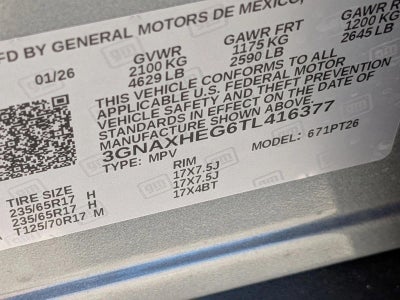 MFD BY GENERAL MOTORS DE MEXICO,
01/26
GVWR
2100 KG
4629 LB
GAWR FRT
1175 KG
2590 LB
GAWR RR
1200 KG
2645 LB
THIS VEHICLE CONFORMS TO ALL
APPLICABLE U.S. FEDERAL MOTOR
VEHICLE SAFETY AND THEFT PREVENTION
STANDARDS IN EFFECT ON THE DATE OF
MANUFACTURE SHOWN ABOVE.
3GNAXHEG6TL416377
TYPE: MPV
MODEL: 671PT26
TIRE SIZE
235/65R17 H
235/65R17 H
T125/70R17 M
RIM
17X7.5J
17X7.5J
17X4BT
gm